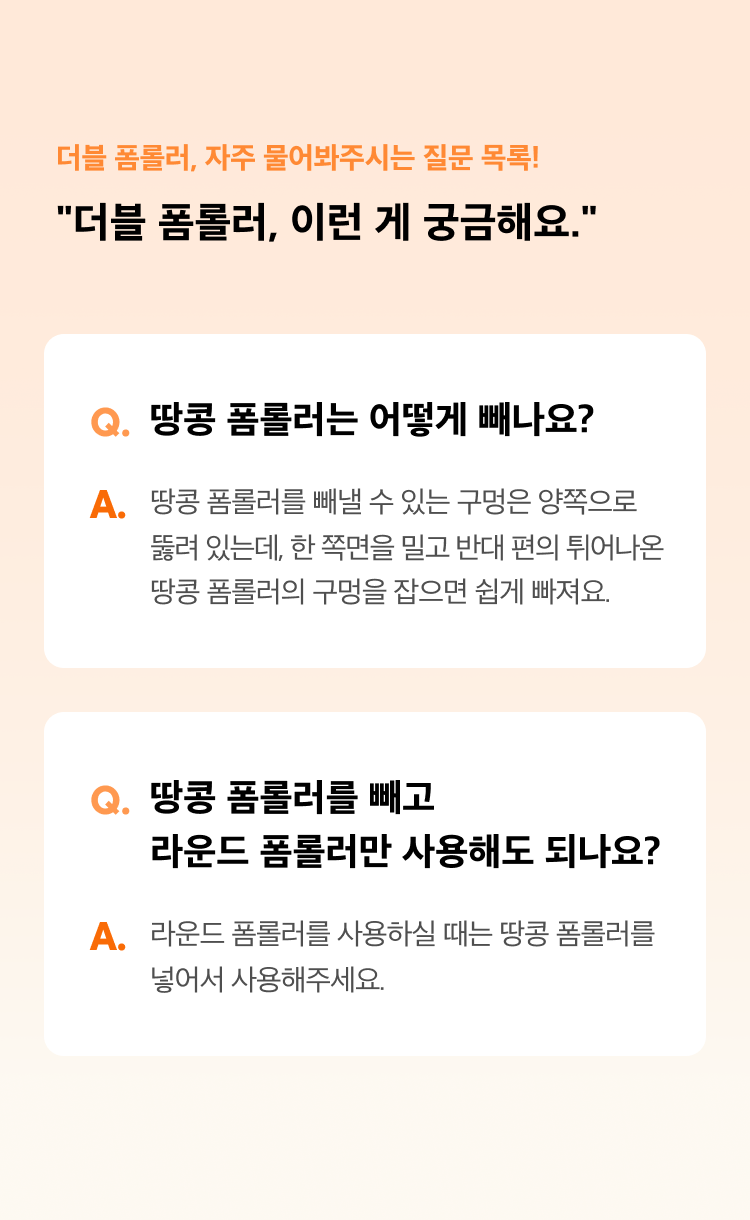 더블 폼롤러, 자주 물어봐주시는 질문 목록!
"더블 폼롤러, 이런 게 궁금해요."
Q. 땅콩 폼롤러는 어떻게 빼나요?
A. 땅콩 폼롤러를 빼낼 수 있는 구멍은 양쪽으로
뚫려 있는데, 한 쪽면을 밀고 반대 편의 튀어나온
땅콩 폼롤러의 구멍을 잡으면 쉽게 빠져요.
Q. 땅콩 폼롤러를 빼고
라운드 폼롤러만 사용해도 되나요?
A. 라운드 폼롤러를 사용하실 때는 땅콩 폼롤러를
넣어서 사용해주세요.